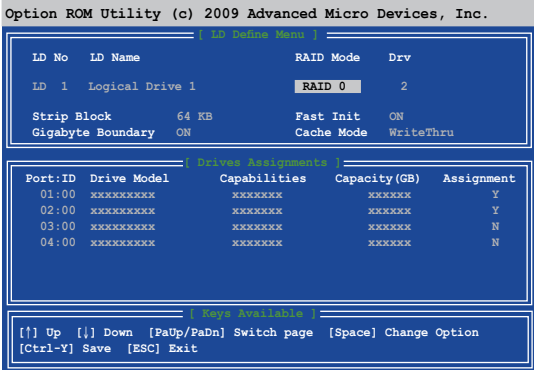 Option ROM Utility (c) 2009 Advanced Micro Devices, Inc.
[ LD Define Menu ]
LD No LD Name RAID Mode Drv
LD 1 Logical Drive 1 RAID 0 2
Strip Block 64 KB Fast Init ON
Gigabyte Boundary ON Cache Mode WriteThru
[ Drives Assignments ]
Port:ID Drive Model Capabilities Capacity(GB) Assignment
01:00 xxxxxxxxx xxxxxxx xxxxxx Y
02:00 xxxxxxxxx xxxxxxx xxxxxx Y
03:00 xxxxxxxxx xxxxxxx xxxxxx N
04:00 xxxxxxxxx xxxxxxx xxxxxx N
[ Keys Available ]
[↑] Up [↓] Down [PaUp/PaDn] Switch page [Space] Change Option
[Ctrl-Y] Save [ESC] Exit